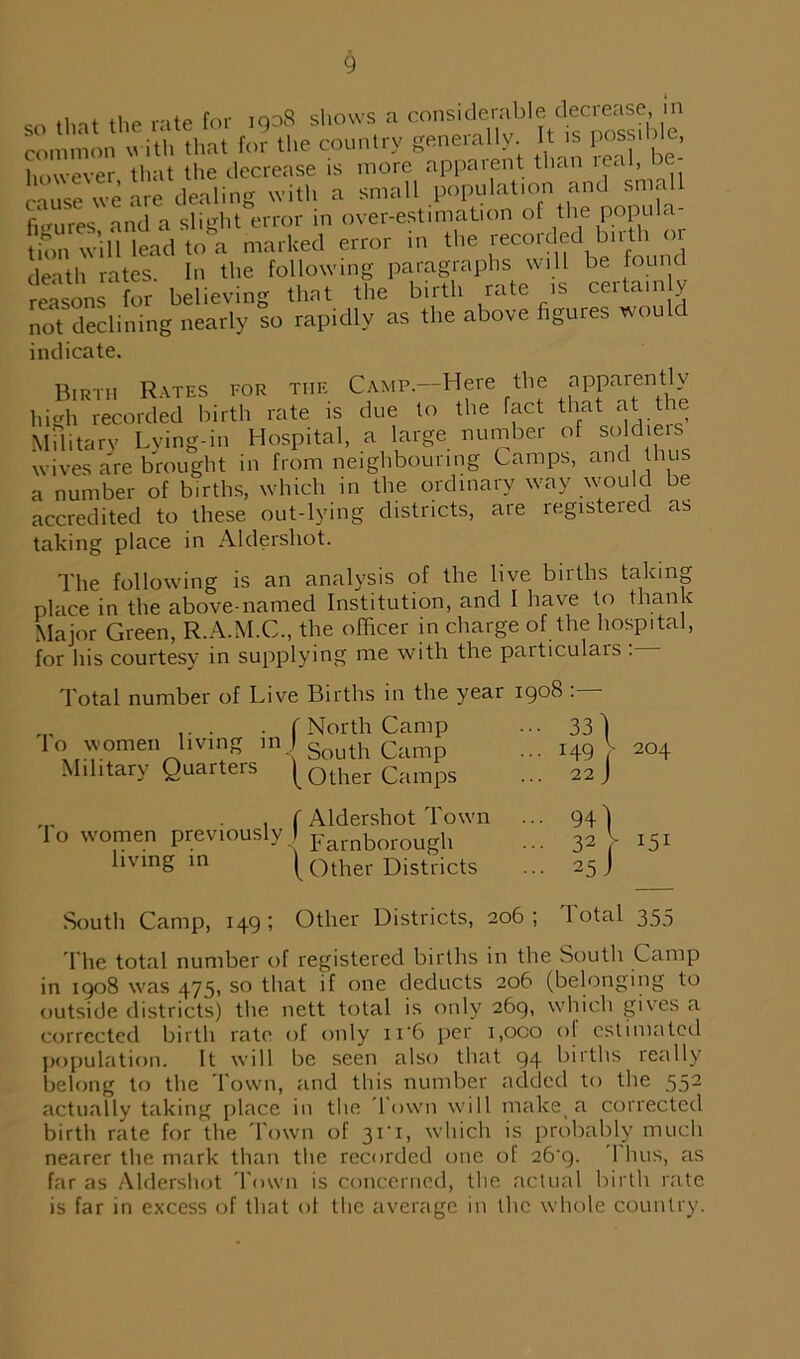 9
so that the rate for 1908 shows a considerable decrease, in
common with that for the country generally. It is possible,
however, that the decrease is more apparent than real, be-
cause we are dealing with a small population and small
figures, and a slight error in over-estimation of the popula-
tion will lead to a marked error in the recorded birth or
death rates. In the following paragraphs will be found
reasons for believing that the birth rate is certainly
not declining nearly so rapidly as the above figures would
indicate.
Birth Rates for the Camp.—Here the apparently
high recorded birth rate is due to the fact that at the
Military Lying-in Hospital, a large number of soldiers'
wives are brought in from neighbouring Camps, and thus
a number of births, which in the ordinary way would be
accredited to these out-lying districts, are registered as
taking place in Aldershot.
The following is an analysis of the live births taking
place in the above-named Institution, and I have to thank
Major Green, R.A.M.C., the officer in charge of the hospital,
for his courtesy in supplying me with the particulars :—
Total number of Live Births in the year 1908 :—
To women living in Military Quarters { North Camp ... 33
South Camp ... 149 } 204
Other Camps ... 22
To women previously living in { Aldershot Town ... 94
Farnborough ... 32 } 151
Other Districts ... 25
South Camp, 149; Other Districts, 206; Total 355
The total number of registered births in the South Camp
in 1908 was 475, so that if one deducts 206 (belonging to
outside districts) the nett total is only 269, which gives a
corrected birth rate of only 11·6 per 1,000 of estimated
population. It will be seen also that 94 births really
belong to the Town, and this number added to the 552
actually taking place in the Town will make a corrected
birth rate for the Town of 31·1, which is probably much
nearer the mark than the recorded one of 26·9. Thus, as
far as Aldershot Town is concerned, the actual birth rate
is far in excess of that of the average in the whole country.